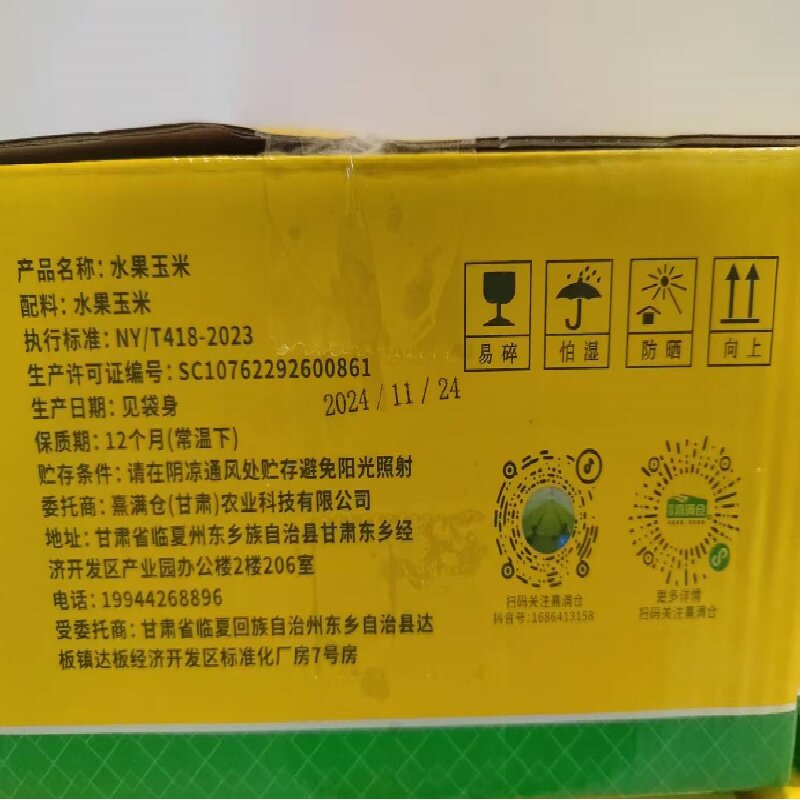 产品名称：水果玉米
配料：水果玉米
执行标准：NY/T418-2023
生产许可证编号：SC10762292600861
生产日期：见袋身
2024/11/24
保质期：12个月(常温下)
贮存条件：请在阴凉通风处贮存避免阳光照射
委托商：熹满仓(甘肃)农业科技有限公司
地址：甘肃省临夏州东乡族自治县甘肃东乡经
济开发区产业园办公楼2楼206室
电话：19944268896
受委托商：甘肃省临夏回族自治州东乡自治县达
板镇达板经济开发区标准化厂房7号房
易碎
怕湿
防晒
向上
扫码关注熹满仓
抖音号：1686413158
更多详情
扫码关注熹满仓